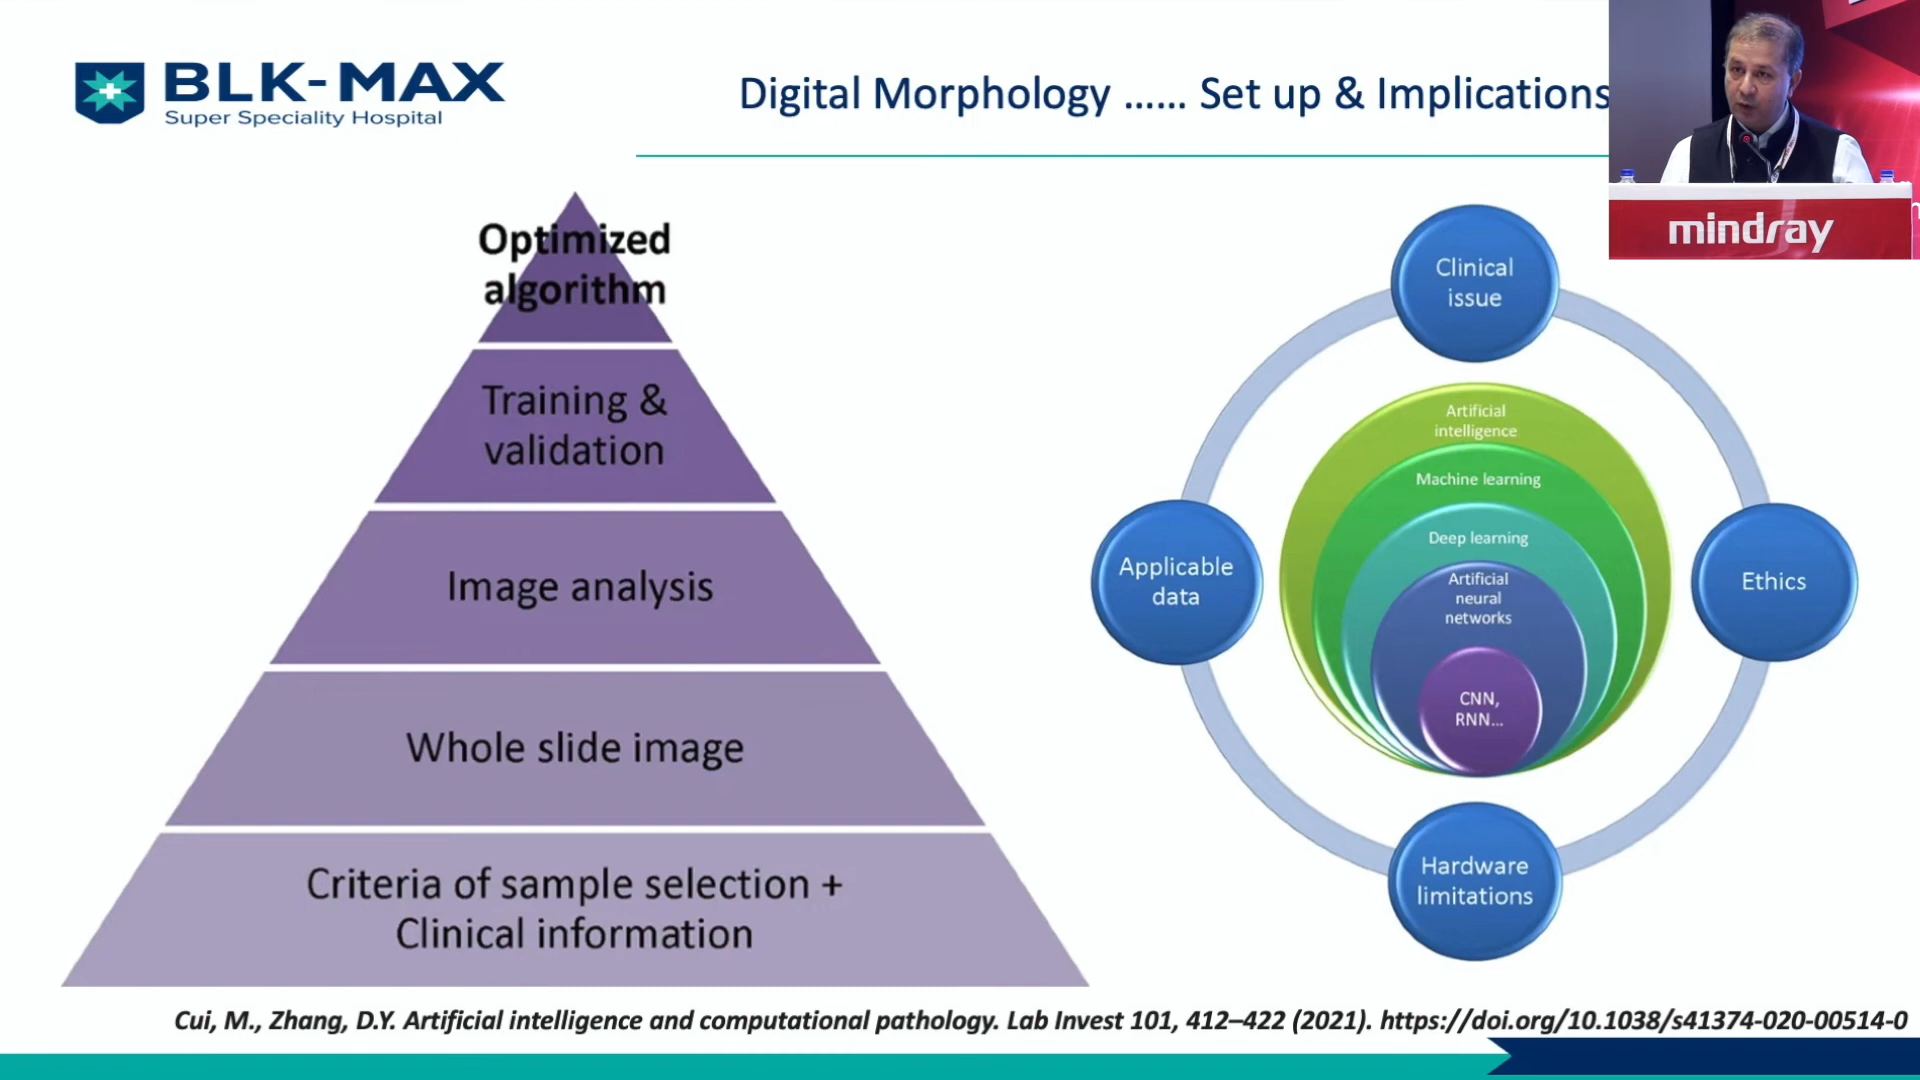 BLK-MAX
Super Speciality Hospital
Digital Morphology ...... Set up & Implications
mindray
Optimized
algorithm
Training &
validation
Image analysis
Whole slide image
Criteria of sample selection +
Clinical information
Clinical
issue
Applicable
data
Ethics
Hardware
limitations
Artificial
intelligence
Machine learning
Deep learning
Artificial
neural
networks
CNN,
RNN...
Cui, M., Zhang, D.Y. Artificial intelligence and computational pathology. Lab Invest 101, 412–422 (2021). https://doi.org/10.1038/s41374-020-00514-0